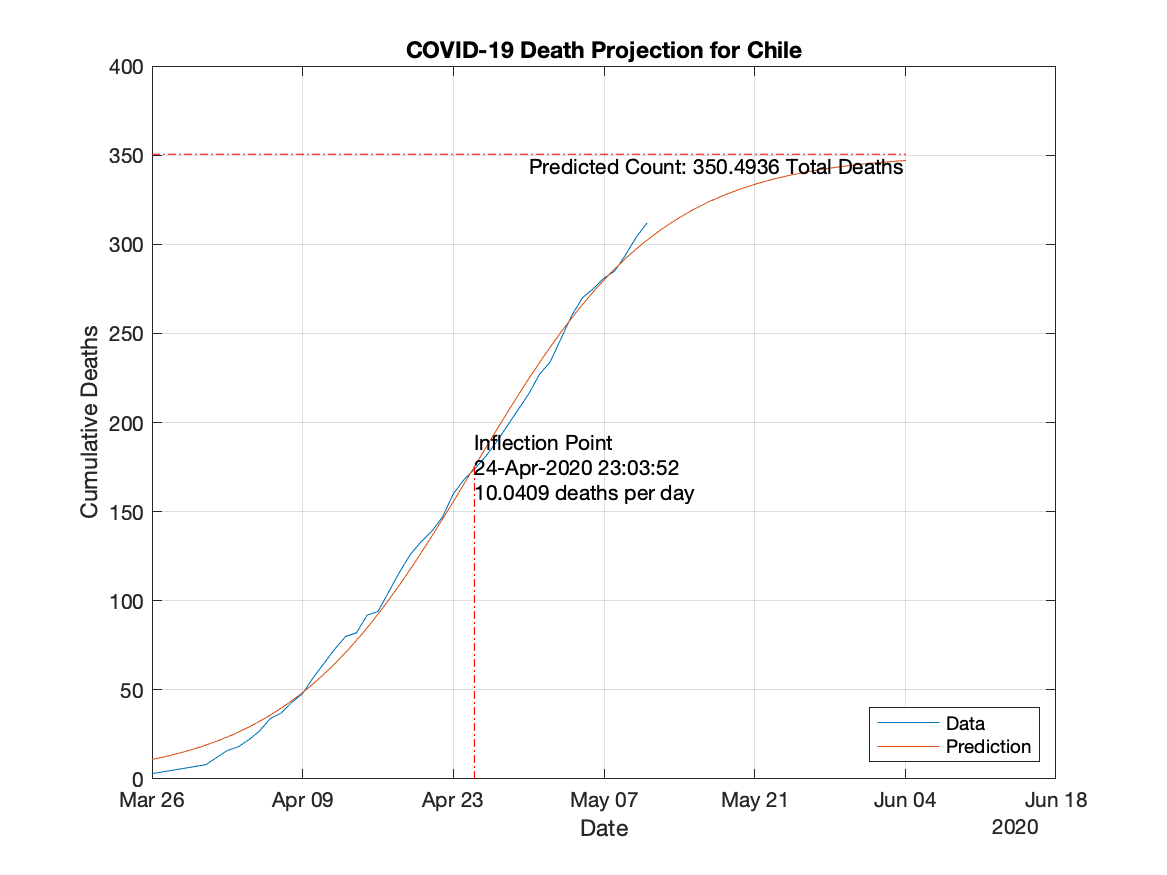 COVID-19 Death Projection for Chile
400
350
300
250
200
150
100
50
0
Cumulative Deaths
Predicted Count: 350.4936 Total Deaths
Inflection Point
24-Apr-2020 23:03:52
10.0409 deaths per day
Data
Prediction
Mar 26 Apr 09 Apr 23 May 07 May 21 Jun 04 Jun 18
Date
2020